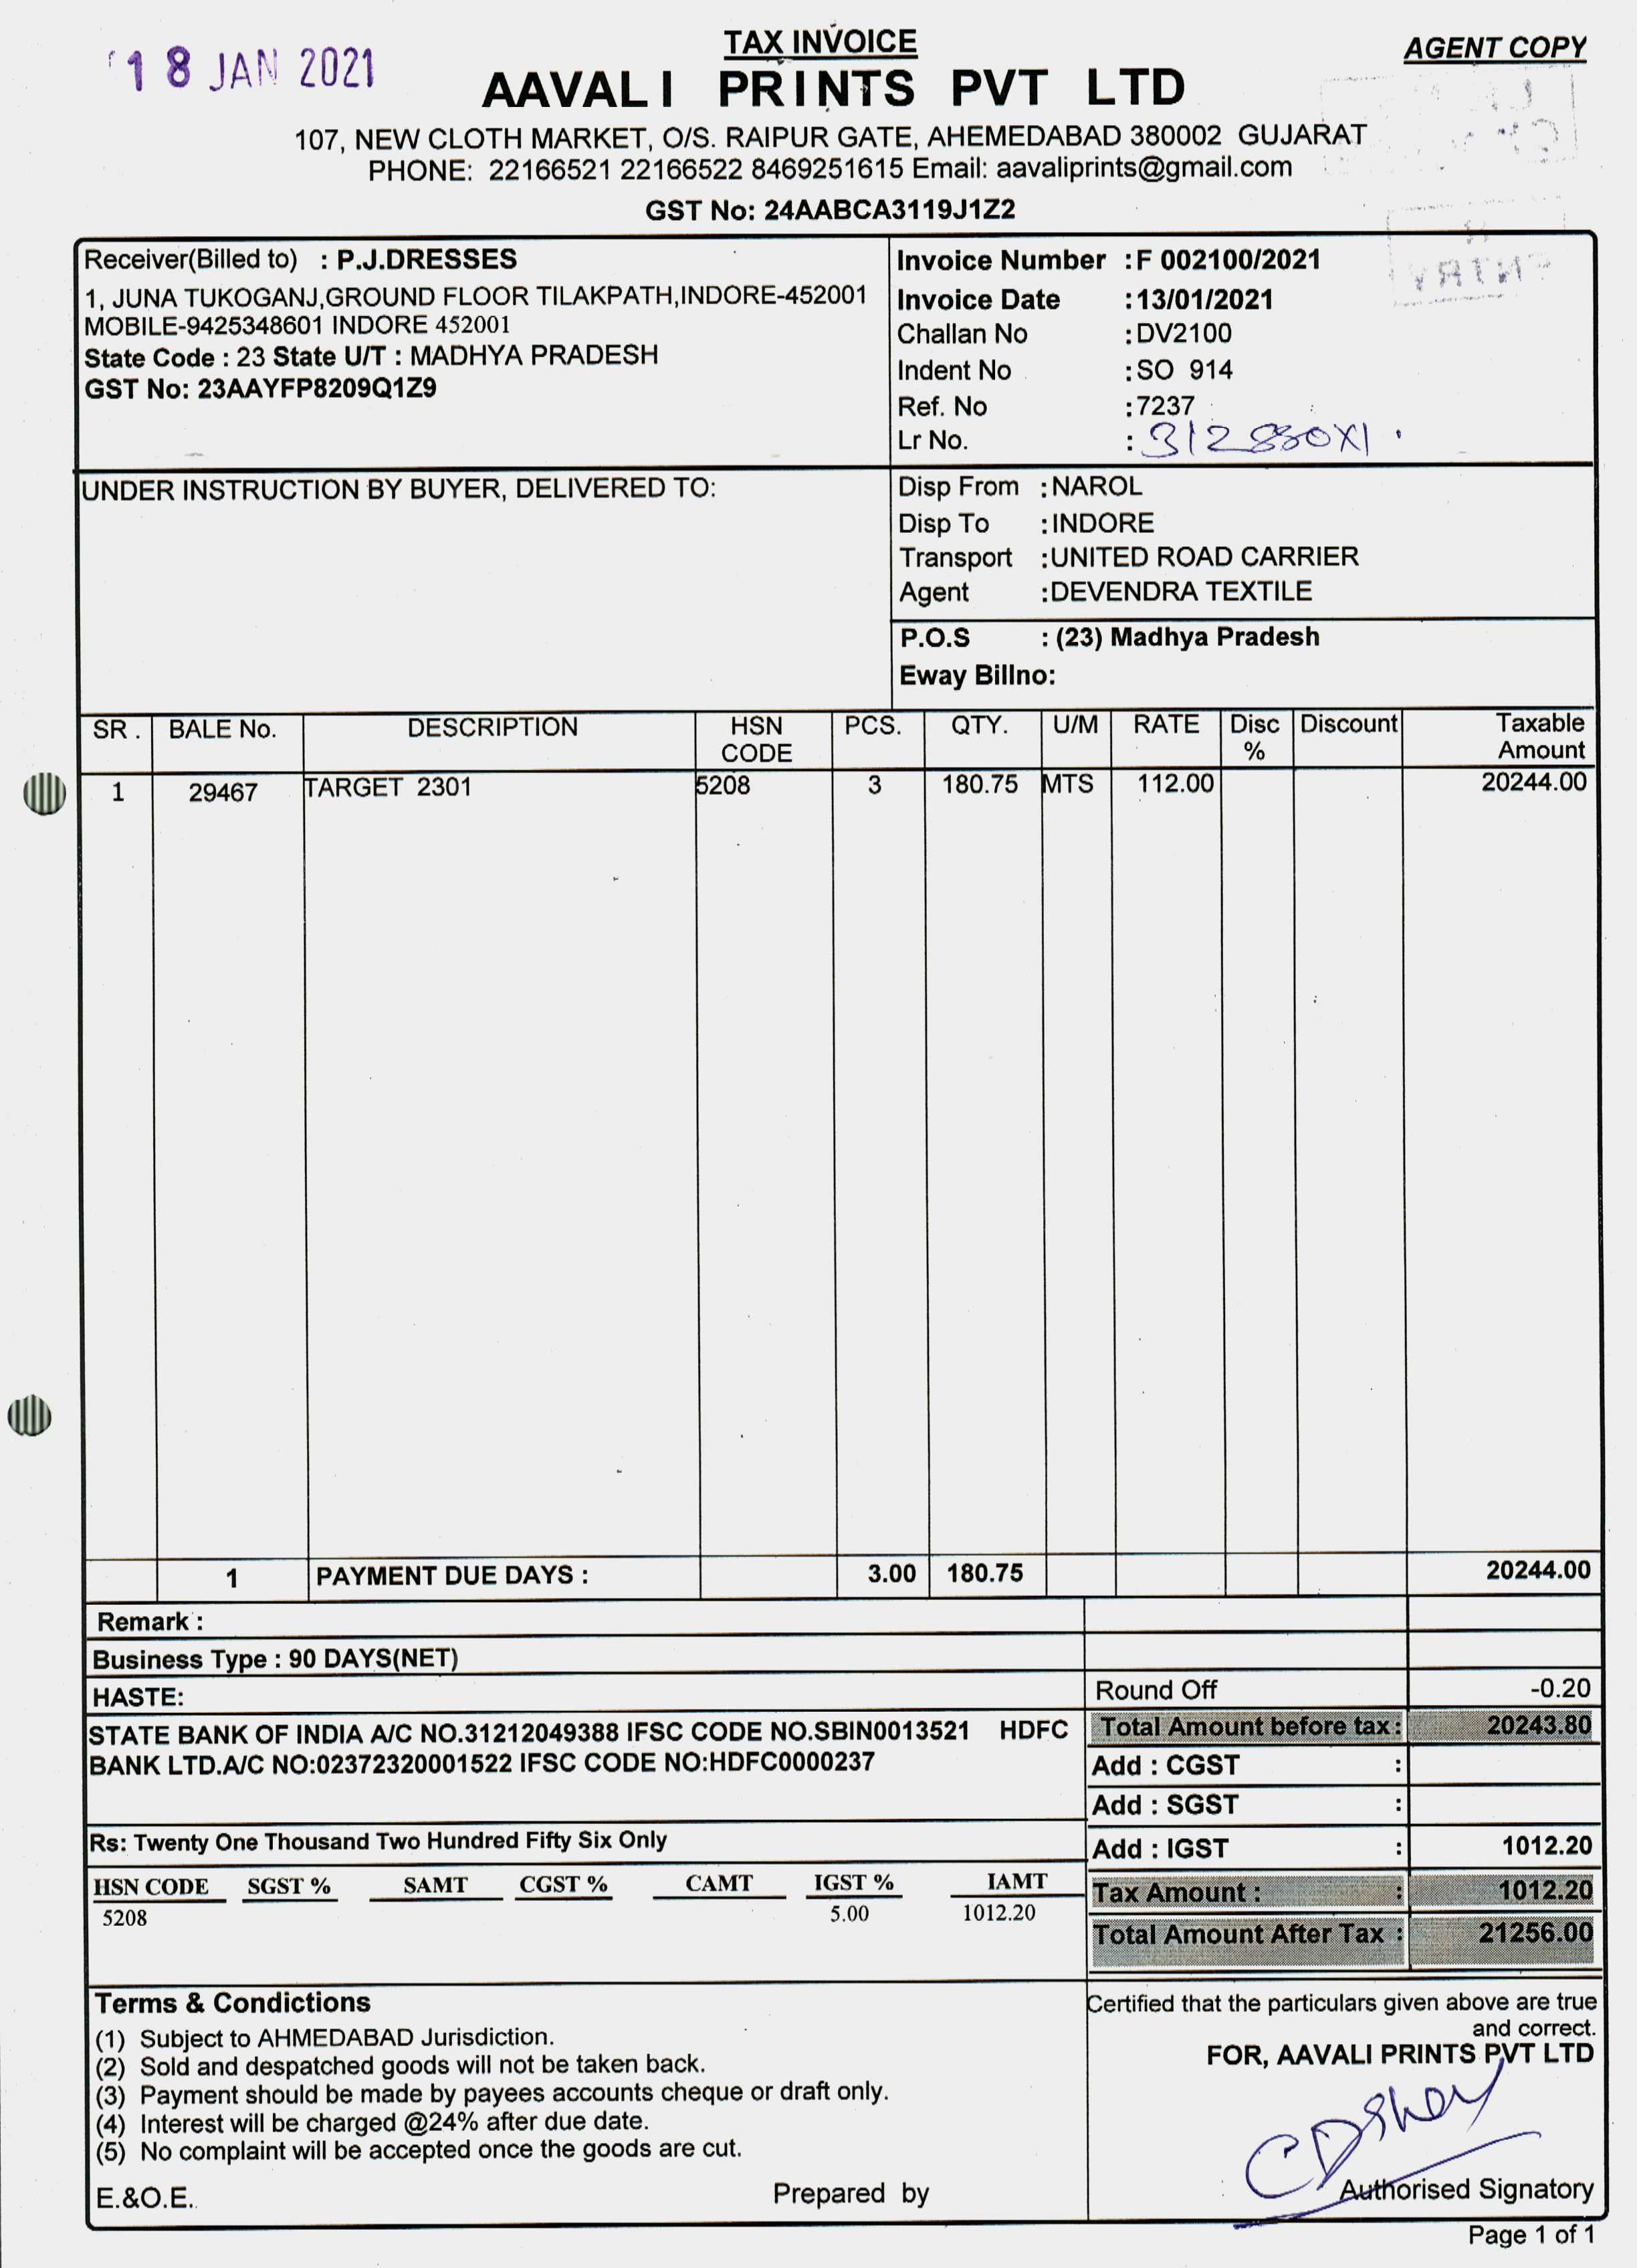 18 JAN 2021
TAX INVOICE
AGENT COPY
AAVALI PRINTS PVT LTD
107, NEW CLOTH MARKET, O/S. RAIPUR GATE, AHEMEDABAD 380002 GUJARAT
PHONE: 22166521 22166522 8469251615 Email: aavaliprints@gmail.com
GST No: 24AABCA3119J1Z2
Receiver(Billed to) : P.J.DRESSES
1, JUNA TUKOGANJ,GROUND FLOOR TILAKPATH,INDORE-452001
MOBILE-9425348601 INDORE 452001
State Code : 23 State U/T : MADHYA PRADESH
GST No: 23AAYFP8209Q1Z9
Invoice Number : F 002100/2021
Invoice Date : 13/01/2021
Challan No : DV2100
Indent No : SO 914
Ref. No : 7237
Lr No. : 312880X1
UNDER INSTRUCTION BY BUYER, DELIVERED TO:
Disp From : NAROL
Disp To : INDORE
Transport : UNITED ROAD CARRIER
Agent : DEVENDRA TEXTILE
P.O.S : (23) Madhya Pradesh
Eway Billno:
SR. BALE No. DESCRIPTION HSN CODE PCS. QTY. U/M RATE Disc % Discount Taxable Amount
1 29467 TARGET 2301 5208 3 180.75 MTS 112.00 20244.00
1 PAYMENT DUE DAYS : 3.00 180.75 20244.00
Remark :
Business Type : 90 DAYS(NET)
HASTE:
Round Off -0.20
STATE BANK OF INDIA A/C NO.31212049388 IFSC CODE NO.SBIN0013521 HDFC
BANK LTD.A/C NO:02372320001522 IFSC CODE NO:HDFC0000237
Total Amount before tax: 20243.80
Add : CGST :
Add : SGST :
Rs: Twenty One Thousand Two Hundred Fifty Six Only
Add : IGST : 1012.20
HSN CODE SGST % SAMT CGST % CAMT IGST % IAMT
5208 5.00 1012.20
Tax Amount : : 1012.20
Total Amount After Tax : 21256.00
Terms & Condictions
(1) Subject to AHMEDABAD Jurisdiction.
(2) Sold and despatched goods will not be taken back.
(3) Payment should be made by payees accounts cheque or draft only.
(4) Interest will be charged @24% after due date.
(5) No complaint will be accepted once the goods are cut.
E.&O.E.
Prepared by
Certified that the particulars given above are true
and correct.
FOR, AAVALI PRINTS PVT LTD
Authorised Signatory
Page 1 of 1